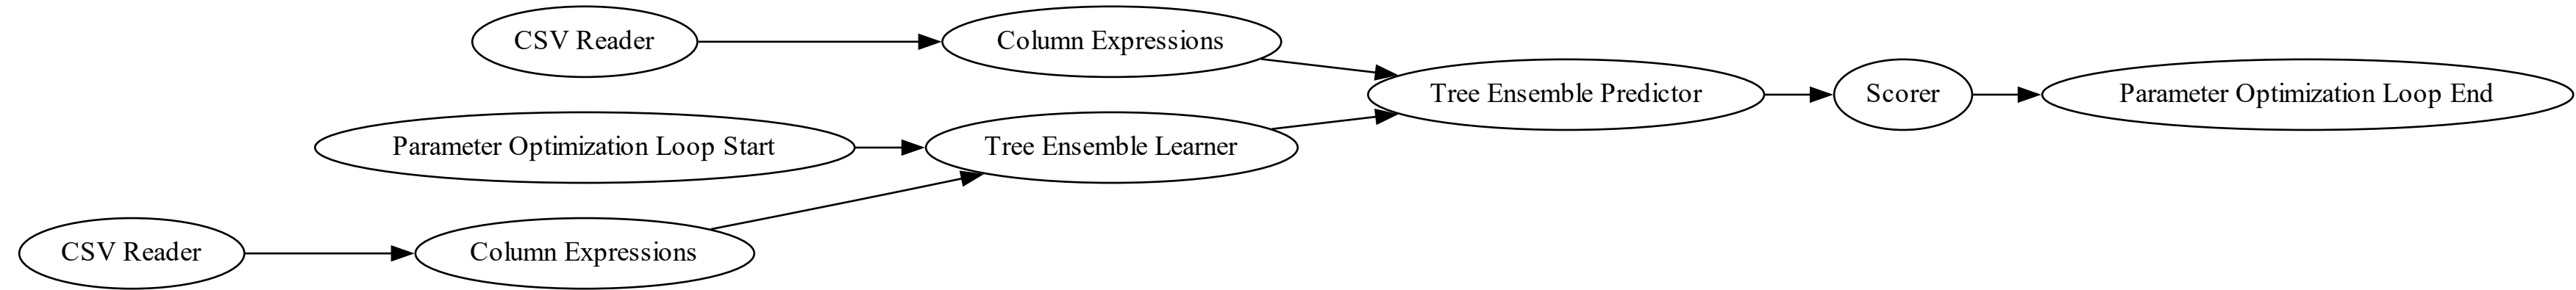 CSV Reader
Column Expressions
Tree Ensemble Predictor
Scorer
Parameter Optimization Loop End
Parameter Optimization Loop Start
Tree Ensemble Learner
CSV Reader
Column Expressions